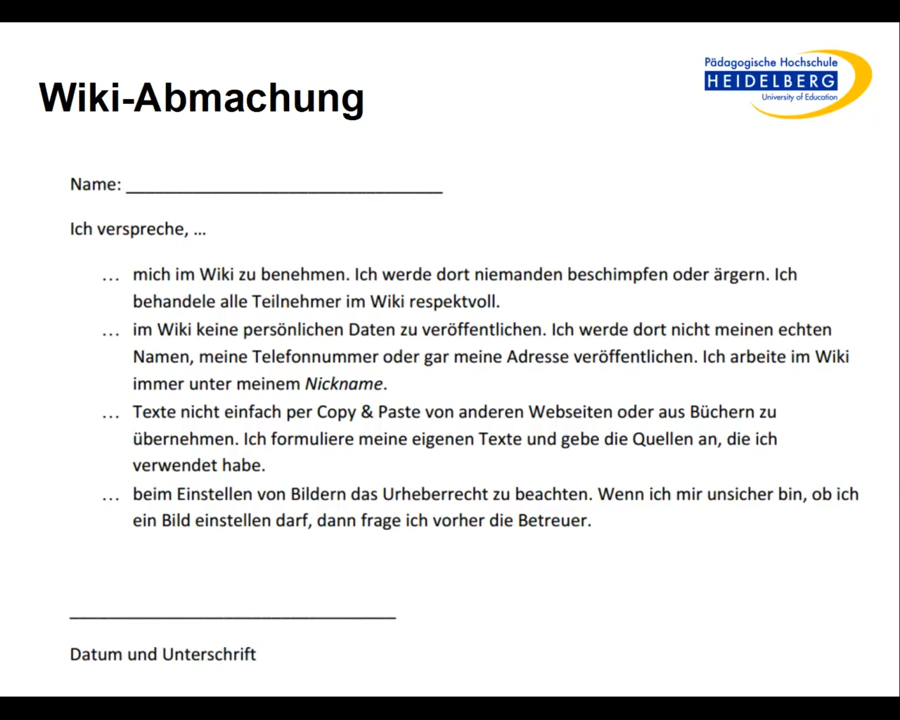 Pädagogische Hochschule
HEIDELBERG
University of Education
Wiki-Abmachung
Name: ___________________________________
Ich verspreche, ...
... mich im Wiki zu benehmen. Ich werde dort niemanden beschimpfen oder ärgern. Ich
behandele alle Teilnehmer im Wiki respektvoll.
... im Wiki keine persönlichen Daten zu veröffentlichen. Ich werde dort nicht meinen echten
Namen, meine Telefonnummer oder gar meine Adresse veröffentlichen. Ich arbeite im Wiki
immer unter meinem Nickname.
... Texte nicht einfach per Copy & Paste von anderen Webseiten oder aus Büchern zu
übernehmen. Ich formuliere meine eigenen Texte und gebe die Quellen an, die ich
verwendet habe.
... beim Einstellen von Bildern das Urheberrecht zu beachten. Wenn ich mir unsicher bin, ob ich
ein Bild einstellen darf, dann frage ich vorher die Betreuer.
____________________________________
Datum und Unterschrift